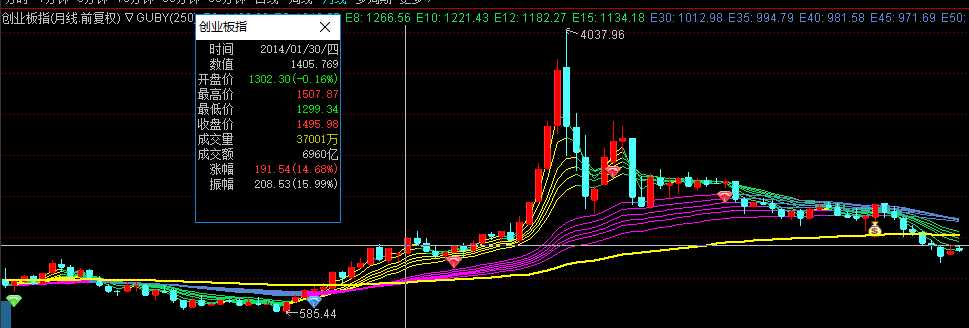 创业板指(月线.前复权) ▽GUBY(250)
E8:1266.56 E10:1221.43 E12:1182.27 E15:1134.18 E30:1012.98 E35:994.79 E40:981.58 E45:971.69 E50:
创业板指
时间 2014/01/30/四
数值 1405.769
开盘价 1302.30(-0.16%)
最高价 1507.87
最低价 1299.34
收盘价 1495.98
成交量 37001万
成交额 6960亿
涨幅 191.54(14.68%)
振幅 208.53(15.99%)
4037.96
585.44